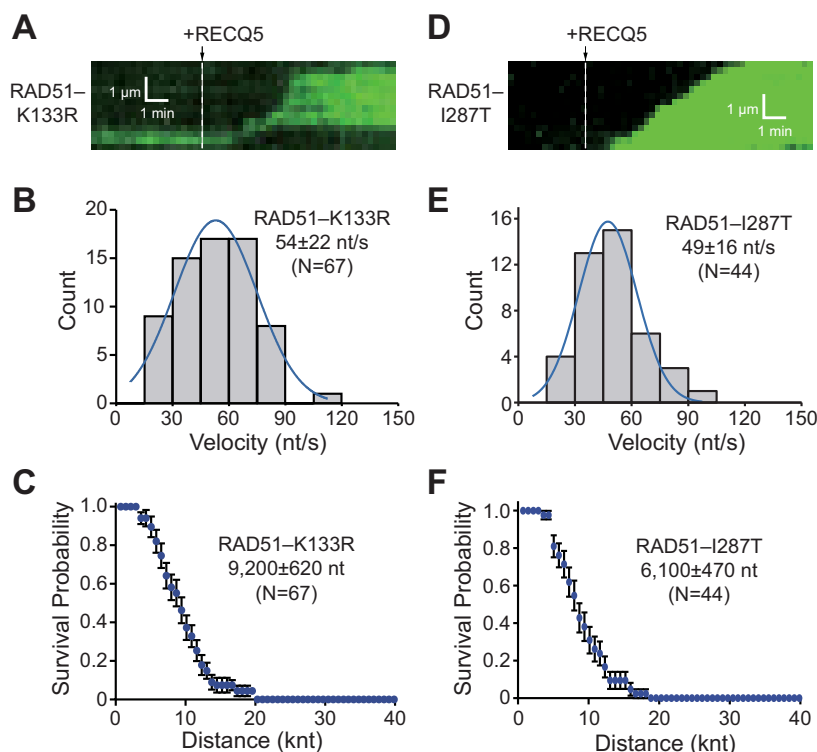 A
+RECQ5
RAD51–
K133R
1 µm
1 min
D
+RECQ5
RAD51–
I287T
1 µm
1 min
B
20
15
10
5
0
Count
RAD51–K133R
54±22 nt/s
(N=67)
0 30 60 90 120 150
Velocity (nt/s)
E
16
12
8
4
0
Count
RAD51–I287T
49±16 nt/s
(N=44)
0 30 60 90 120 150
Velocity (nt/s)
C
1.0
0.8
0.6
0.4
0.2
0
Survival Probability
RAD51–K133R
9,200±620 nt
(N=67)
0 10 20 30 40
Distance (knt)
F
1.0
0.8
0.6
0.4
0.2
0
Survival Probability
RAD51–I287T
6,100±470 nt
(N=44)
0 10 20 30 40
Distance (knt)